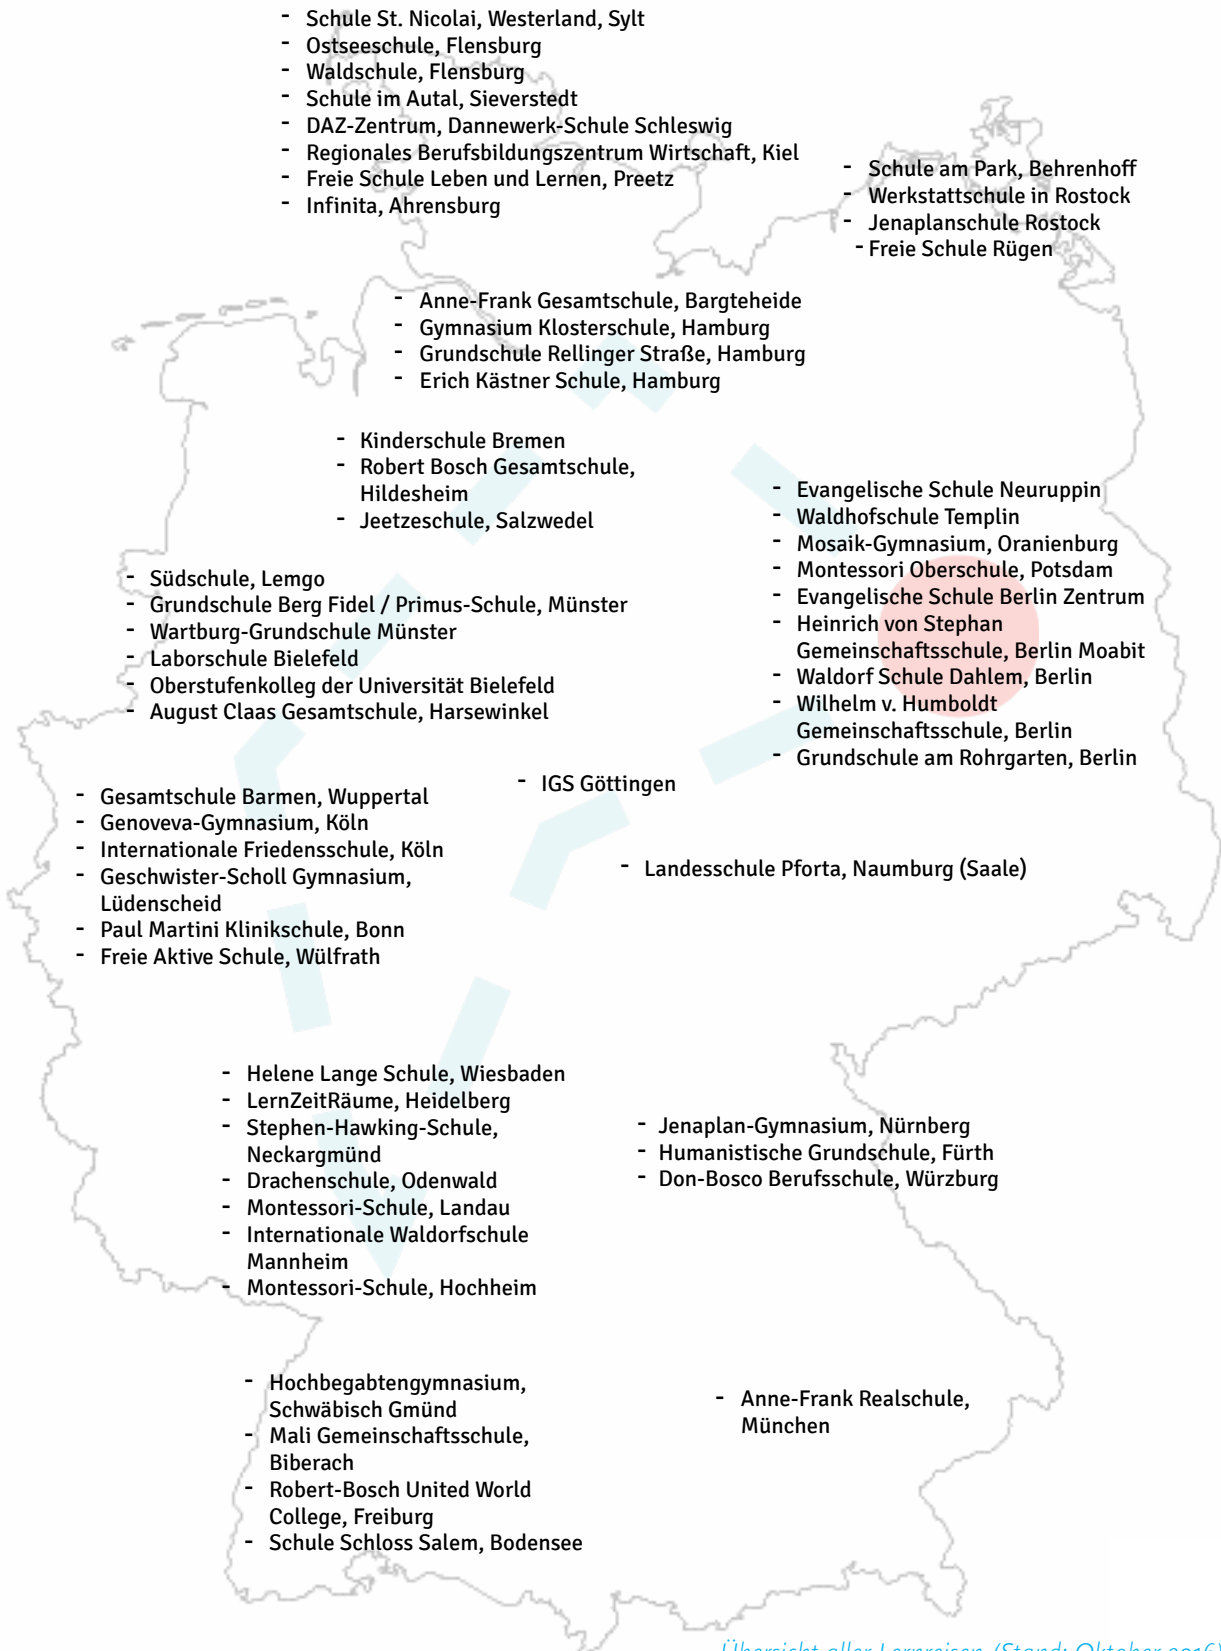 - Schule St. Nicolai, Westerland, Sylt
- Ostseeschule, Flensburg
- Waldschule, Flensburg
- Schule im Autal, Sieverstedt
- DAZ-Zentrum, Dannewerk-Schule Schleswig
- Regionales Berufsbildungszentrum Wirtschaft, Kiel
- Freie Schule Leben und Lernen, Preetz
- Infinita, Ahrensburg
- Schule am Park, Behrenhoff
- Werkstattschule in Rostock
- Jenaplanschule Rostock
- Freie Schule Rügen
- Anne-Frank Gesamtschule, Bargteheide
- Gymnasium Klosterschule, Hamburg
- Grundschule Rellinger Straße, Hamburg
- Erich Kästner Schule, Hamburg
- Kinderschule Bremen
- Robert Bosch Gesamtschule,
Hildesheim
- Jeetzeschule, Salzwedel
- Evangelische Schule Neuruppin
- Waldhofschule Templin
- Mosaik-Gymnasium, Oranienburg
- Montessori Oberschule, Potsdam
- Evangelische Schule Berlin Zentrum
- Heinrich von Stephan
Gemeinschaftsschule, Berlin Moabit
- Waldorf Schule Dahlem, Berlin
- Wilhelm v. Humboldt
Gemeinschaftsschule, Berlin
- Grundschule am Rohrgarten, Berlin
- Südschule, Lemgo
- Grundschule Berg Fidel / Primus-Schule, Münster
- Wartburg-Grundschule Münster
- Laborschule Bielefeld
- Oberstufenkolleg der Universität Bielefeld
- August Claas Gesamtschule, Harsewinkel
- IGS Göttingen
- Gesamtschule Barmen, Wuppertal
- Genoveva-Gymnasium, Köln
- Internationale Friedensschule, Köln
- Geschwister-Scholl Gymnasium,
Lüdenscheid
- Paul Martini Klinikschule, Bonn
- Freie Aktive Schule, Wülfrath
- Landesschule Pforta, Naumburg (Saale)
- Helene Lange Schule, Wiesbaden
- LernZeitRäume, Heidelberg
- Stephen-Hawking-Schule,
Neckargmünd
- Drachenschule, Odenwald
- Montessori-Schule, Landau
- Internationale Waldorfschule
Mannheim
- Montessori-Schule, Hochheim
- Jenaplan-Gymnasium, Nürnberg
- Humanistische Grundschule, Fürth
- Don-Bosco Berufsschule, Würzburg
- Hochbegabtengymnasium,
Schwäbisch Gmünd
- Mali Gemeinschaftsschule,
Biberach
- Robert-Bosch United World
College, Freiburg
- Schule Schloss Salem, Bodensee
- Anne-Frank Realschule,
München
Übersicht aller Lernreisen (Stand: Oktober 2016)